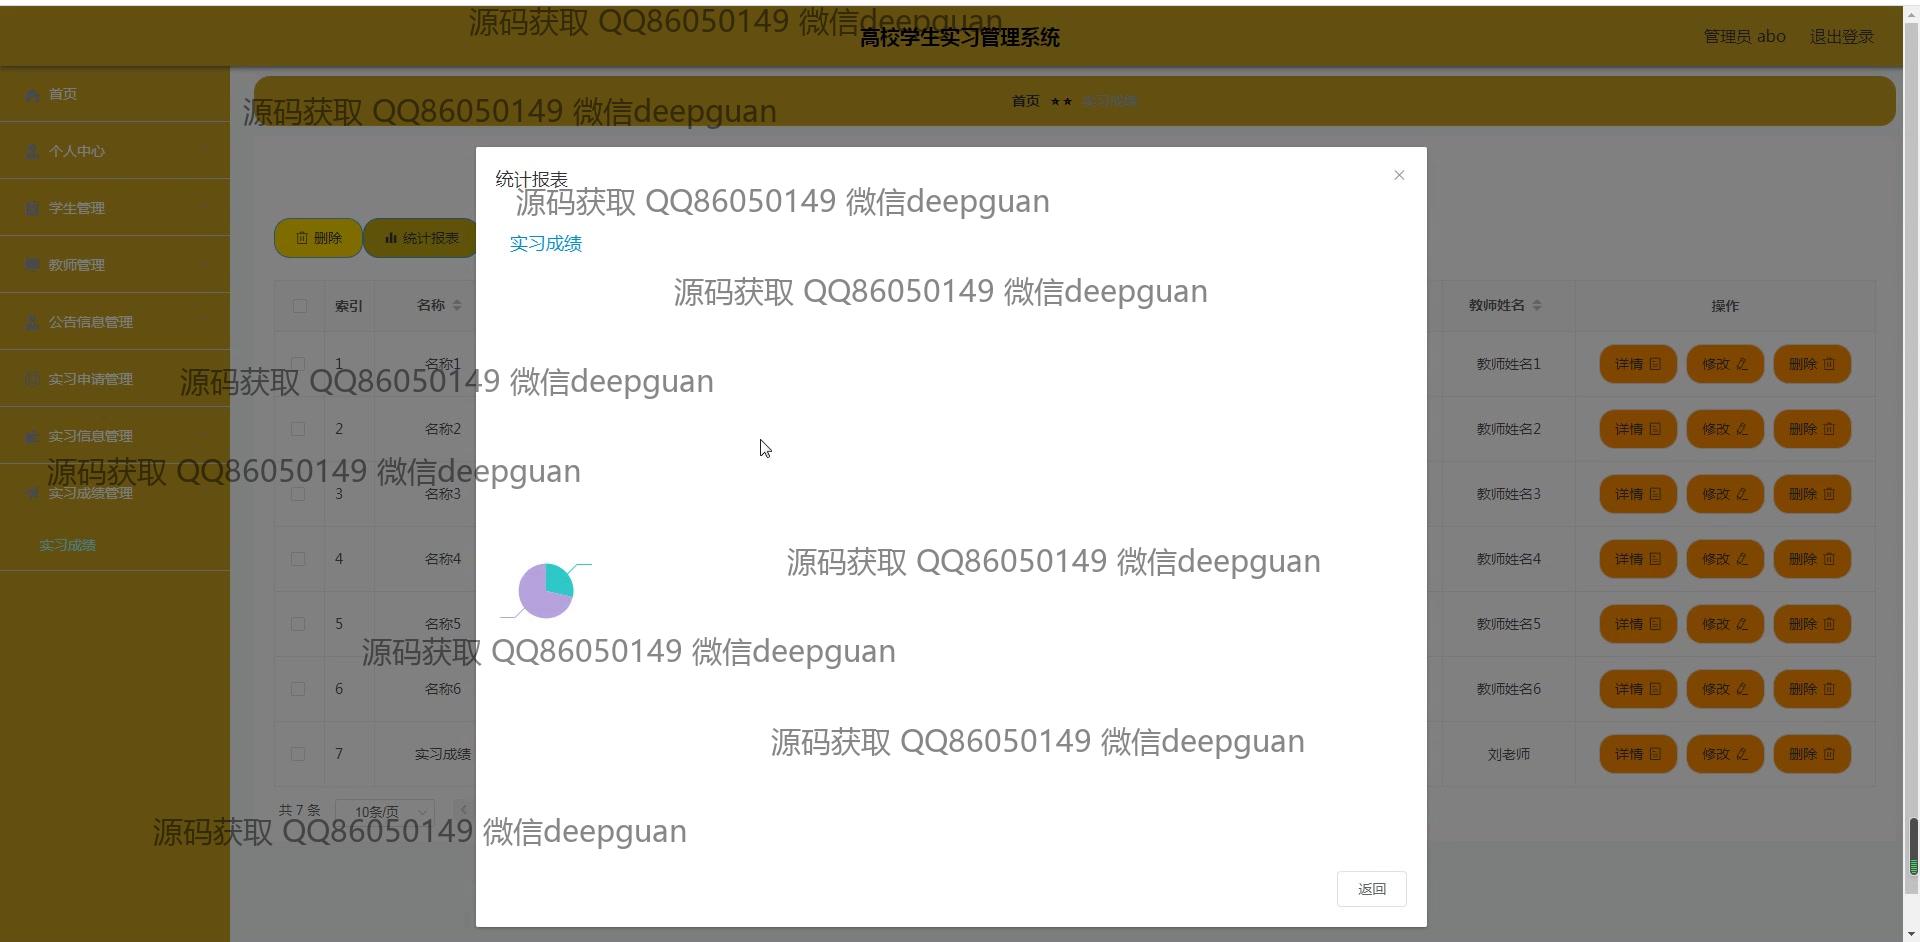 源码获取 QQ86050149 微信deepguan
高校学生实习管理系统
管理员 abo 退出登录
首页
首页 ★★ 实习成绩
源码获取 QQ86050149 微信deepguan
个人中心
统计报表
源码获取 QQ86050149 微信deepguan
学生管理
删除 统计报表
实习成绩
教师管理
源码获取 QQ86050149 微信deepguan
索引 名称 教师姓名 操作
公告信息管理
1 名称1 教师姓名1 详情 修改 删除
实习申请管理
源码获取 QQ86050149 微信deepguan
2 名称2 教师姓名2 详情 修改 删除
实习信息管理
源码获取 QQ86050149 微信deepguan
3 名称3 教师姓名3 详情 修改 删除
实习成绩管理
实习成绩
4 名称4 教师姓名4 详情 修改 删除
源码获取 QQ86050149 微信deepguan
5 名称5 教师姓名5 详情 修改 删除
源码获取 QQ86050149 微信deepguan
6 名称6 教师姓名6 详情 修改 删除
源码获取 QQ86050149 微信deepguan
7 实习成绩 刘老师 详情 修改 删除
共 7 条 10条/页
源码获取 QQ86050149 微信deepguan
返回